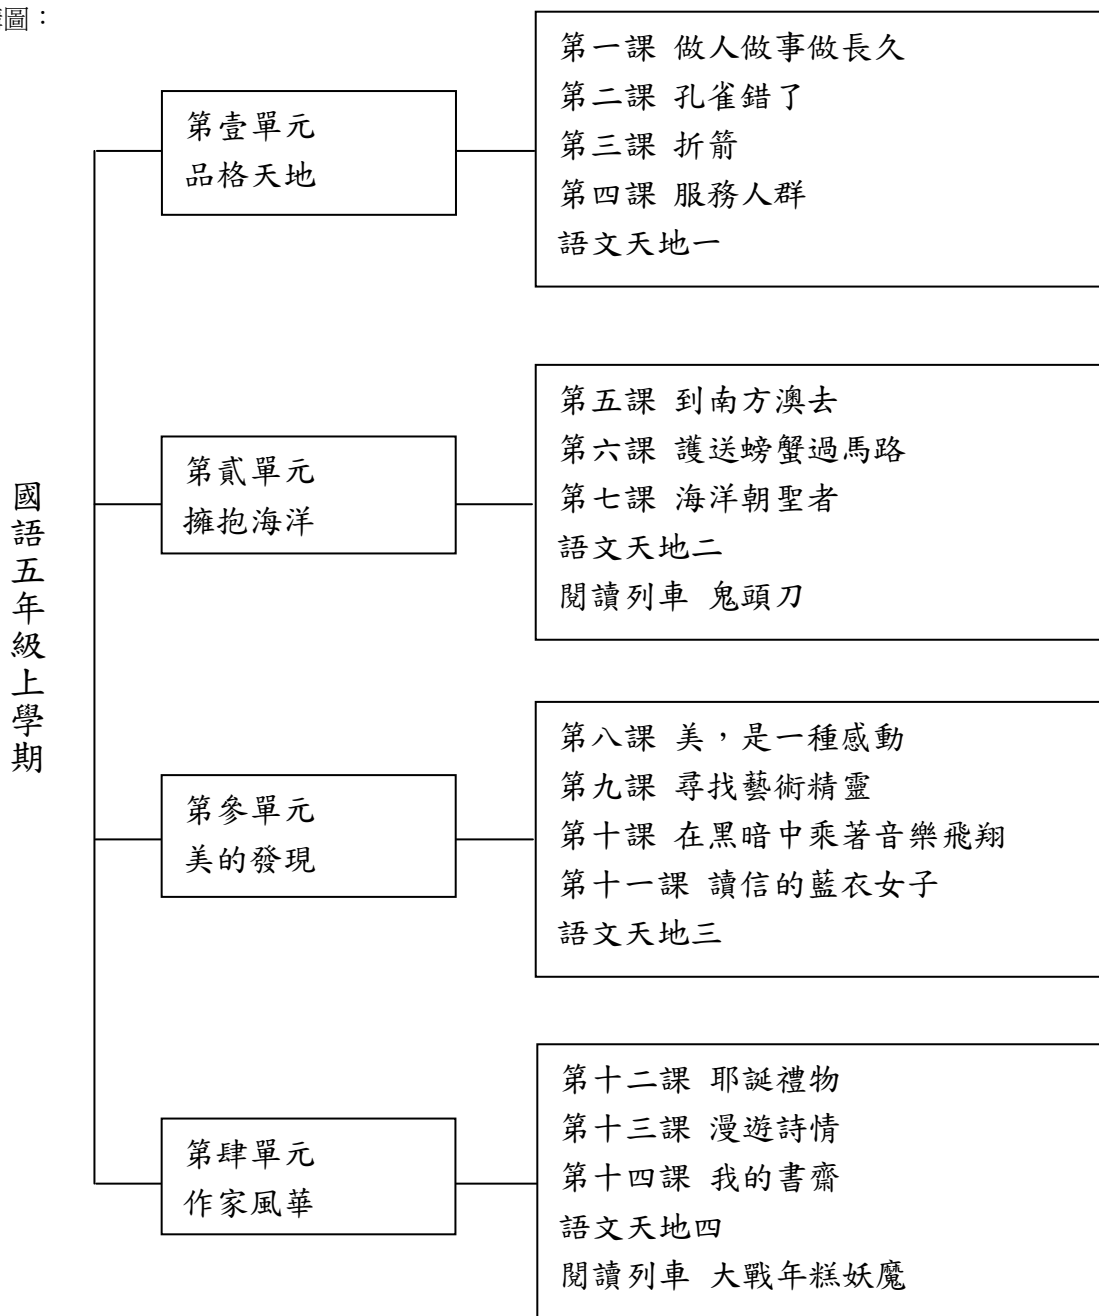 圖：
國語五年級上學期
第壹單元
品格天地
第一課 做人做事做長久
第二課 孔雀錯了
第三課 折箭
第四課 服務人群
語文天地一
第貳單元
擁抱海洋
第五課 到南方澳去
第六課 護送螃蟹過馬路
第七課 海洋朝聖者
語文天地二
閱讀列車 鬼頭刀
第參單元
美的發現
第八課 美，是一種感動
第九課 尋找藝術精靈
第十課 在黑暗中乘著音樂飛翔
第十一課 讀信的藍衣女子
語文天地三
第肆單元
作家風華
第十二課 耶誕禮物
第十三課 漫遊詩情
第十四課 我的書齋
語文天地四
閱讀列車 大戰年糕妖魔